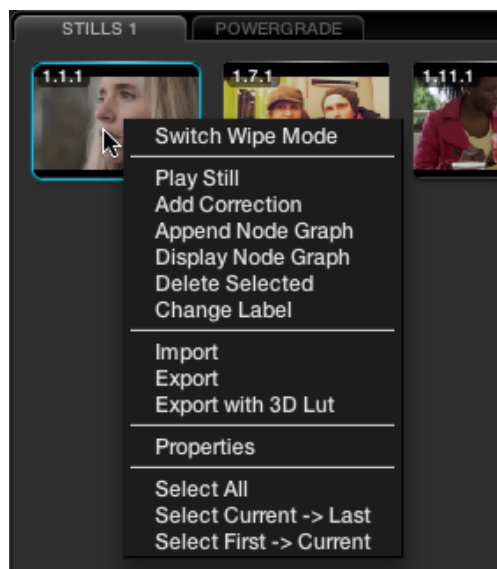 STILLS 1
POWERGRADE
1.1.1
1.7.1
1.11.1
Switch Wipe Mode
Play Still
Add Correction
Append Node Graph
Display Node Graph
Delete Selected
Change Label
Import
Export
Export with 3D Lut
Properties
Select All
Select Current -> Last
Select First -> Current